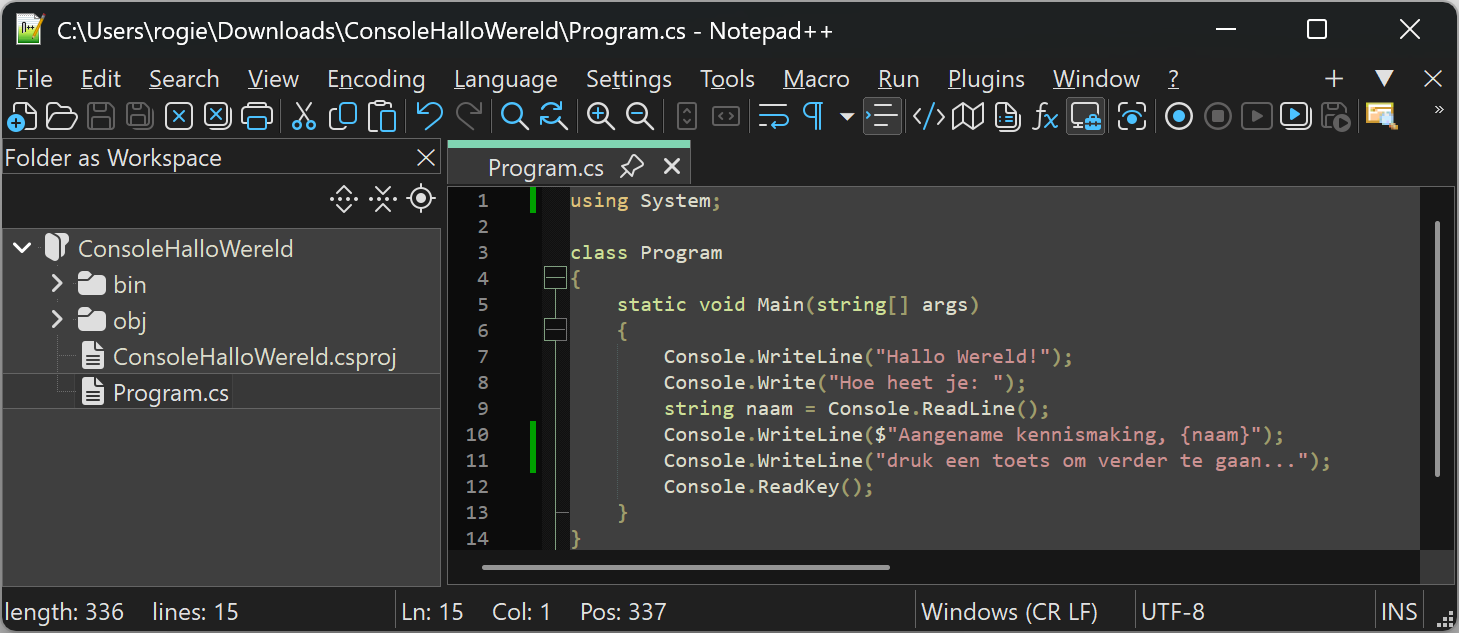 C:\Users\rogie\Downloads\ConsoleHalloWereld\Program.cs - Notepad++
File Edit Search View Encoding Language Settings Tools Macro Run Plugins Window ?
Folder as Workspace
Program.cs
ConsoleHalloWereld
bin
obj
ConsoleHalloWereld.csproj
Program.cs
1 using System;
2
3 class Program
4 {
5     static void Main(string[] args)
6     {
7         Console.WriteLine("Hallo Wereld!");
8         Console.Write("Hoe heet je: ");
9         string naam = Console.ReadLine();
10         Console.WriteLine($"Aangename kennismaking, {naam}");
11         Console.WriteLine("druk een toets om verder te gaan...");
12         Console.ReadKey();
13     }
14 }
length: 336 lines: 15 Ln: 15 Col: 1 Pos: 337 Windows (CR LF) UTF-8 INS